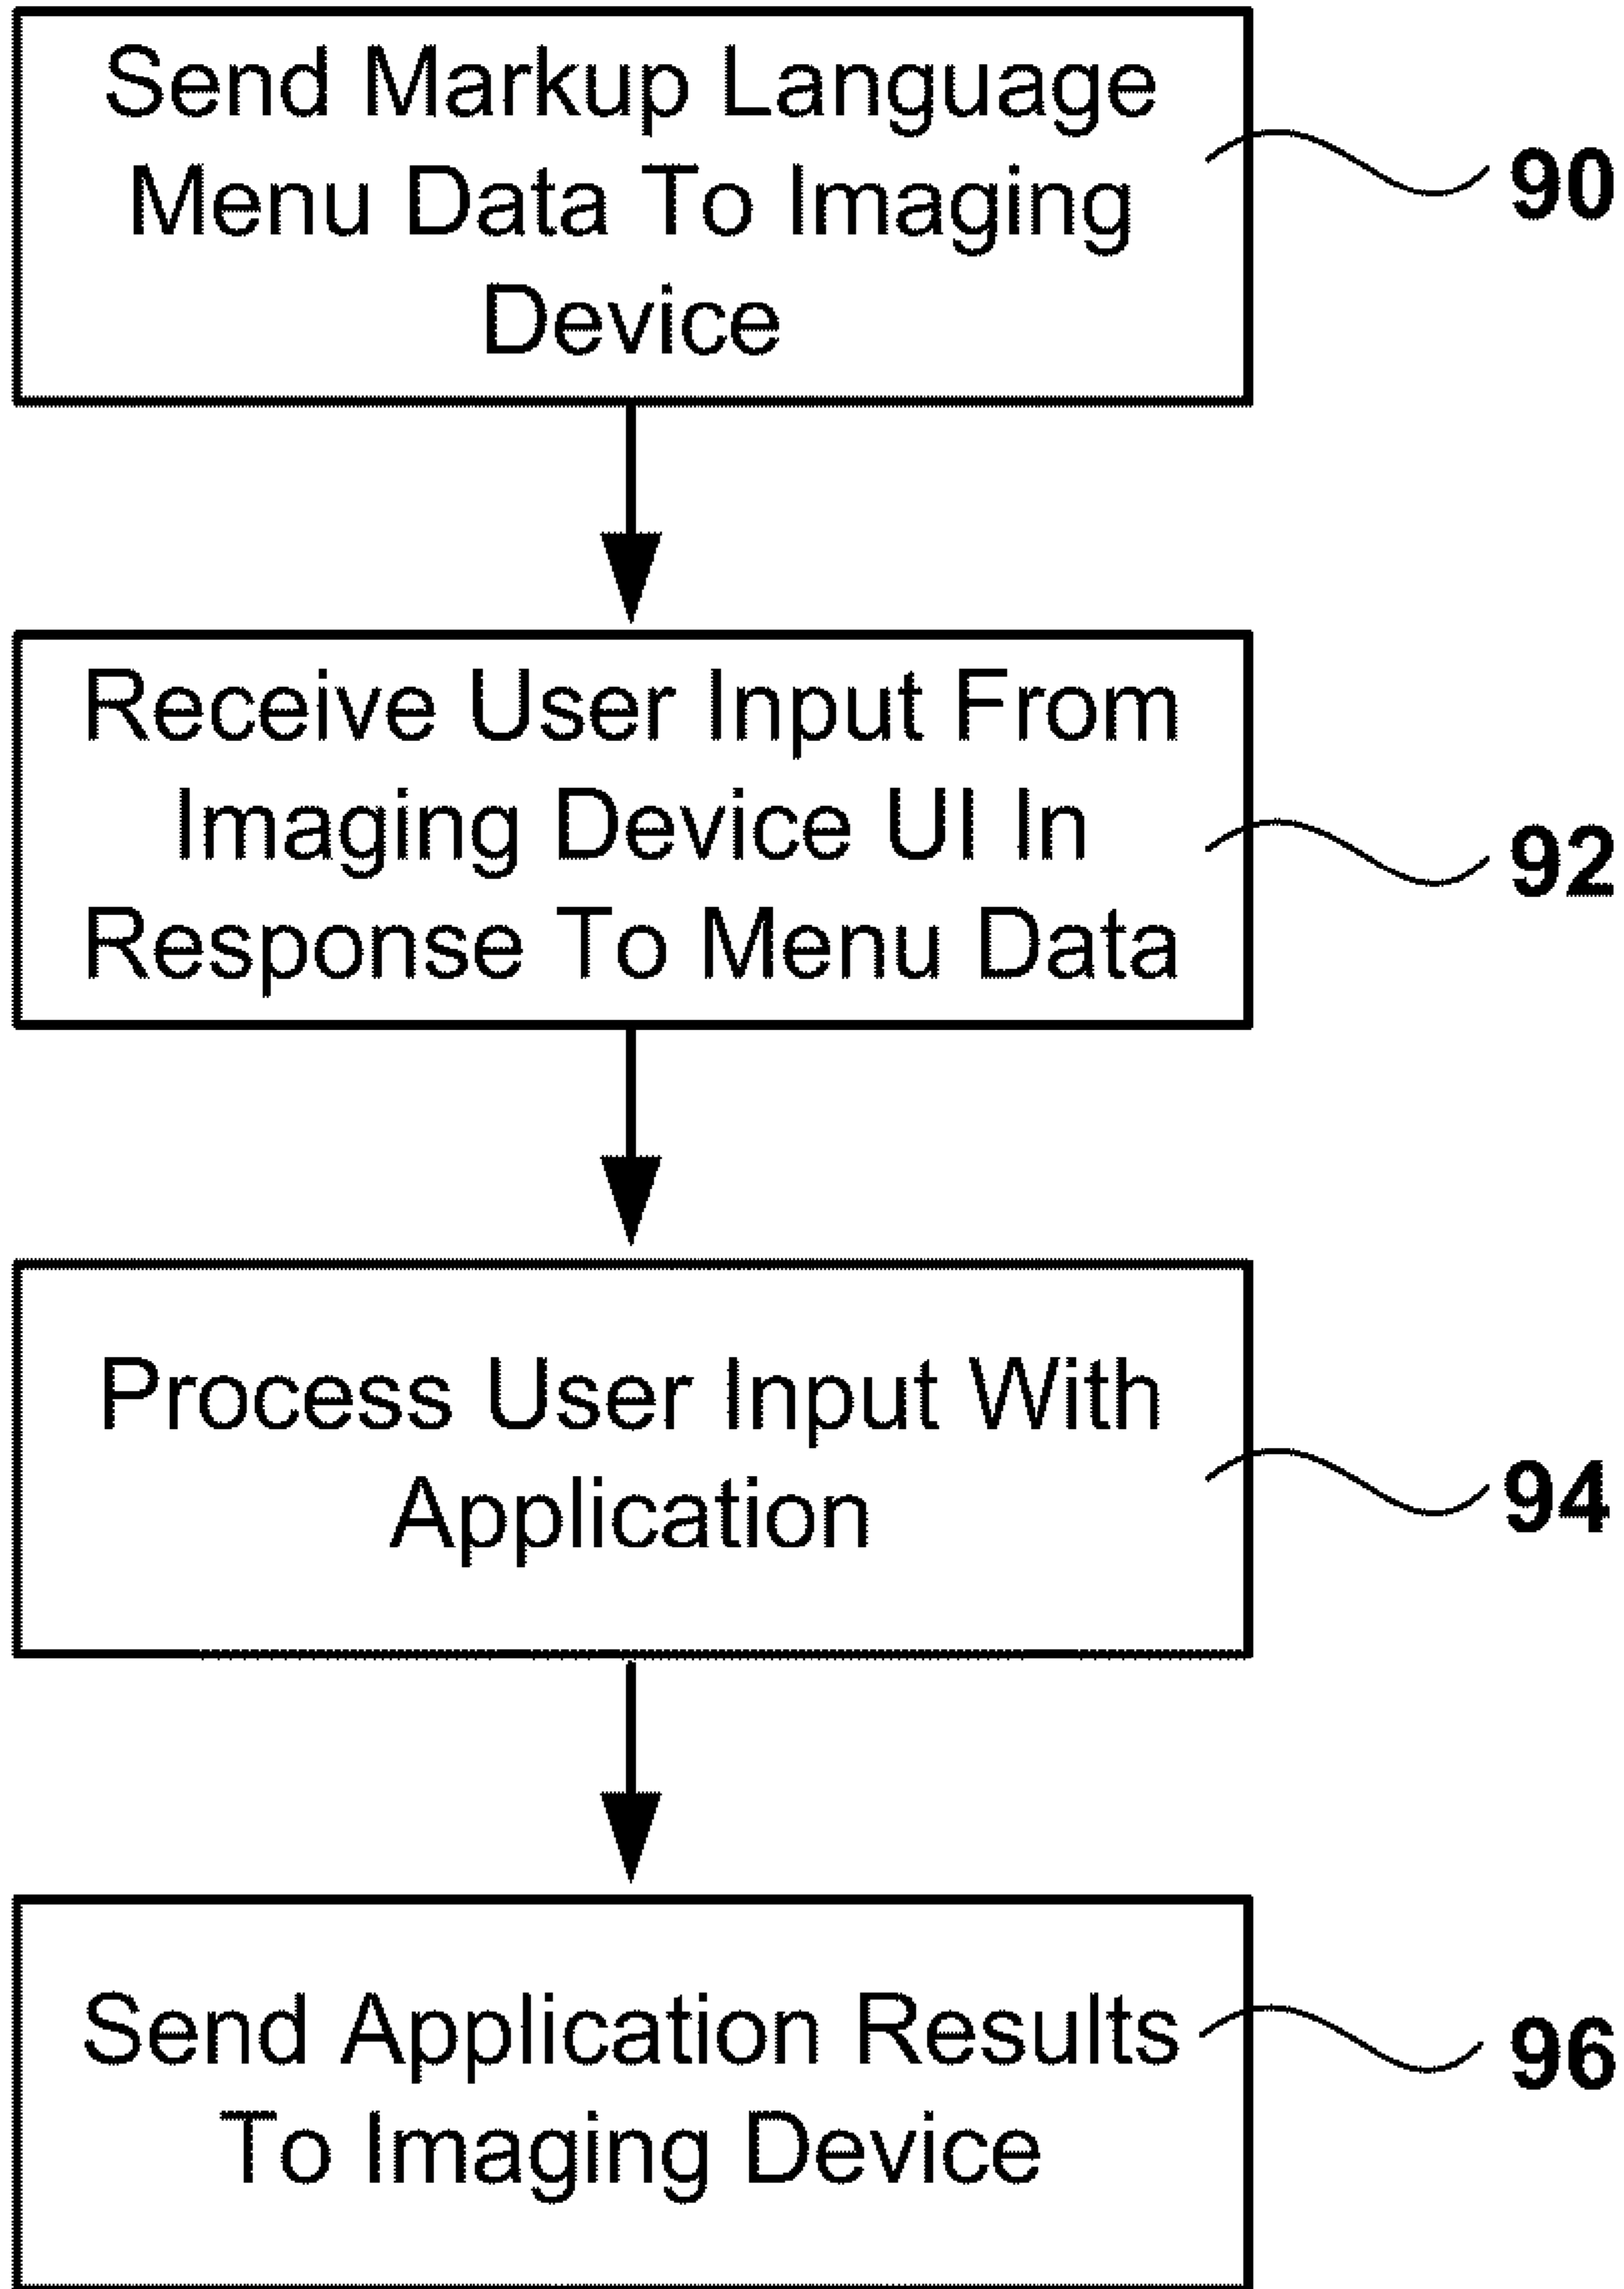 Send Markup Language
Menu Data To Imaging
Device
90
Receive User Input From
Imaging Device UI In
Response To Menu Data
92
Process User Input With
Application
94
Send Application Results
To Imaging Device
96